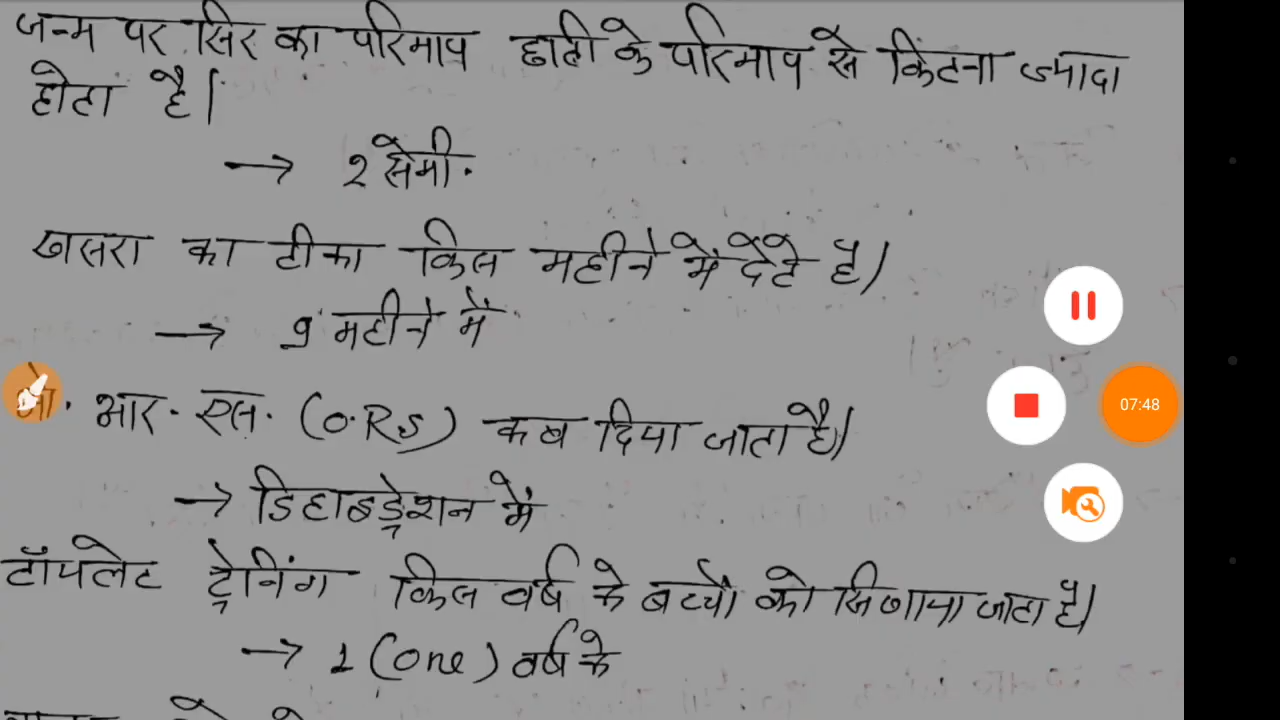 जन्म पर सिर का परिमाप छाती के परिमाप से कितना ज्यादा
होता है।
→ 2 सेमी.
खसरा का टीका किस महीने में देते है।
→ 9 महीने में
ओ. आर. एस. (O.R.S) कब दिया जाता है।
→ डिहाइड्रेशन में
टॉयलेट ट्रेनिंग किस वर्ष के बच्चो को सिखाया जाता है।
→ 1 (One) वर्ष के
07:48